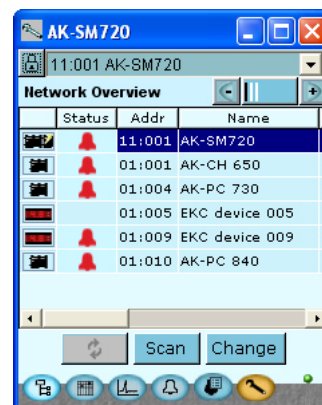 AK-SM720
11:001 AK-SM720
Network Overview - +
Status Addr Name
11:001 AK-SM720
01:001 AK-CH 650
01:004 AK-PC 730
01:005 EKC device 005
01:009 EKC device 009
01:010 AK-PC 840
Scan Change